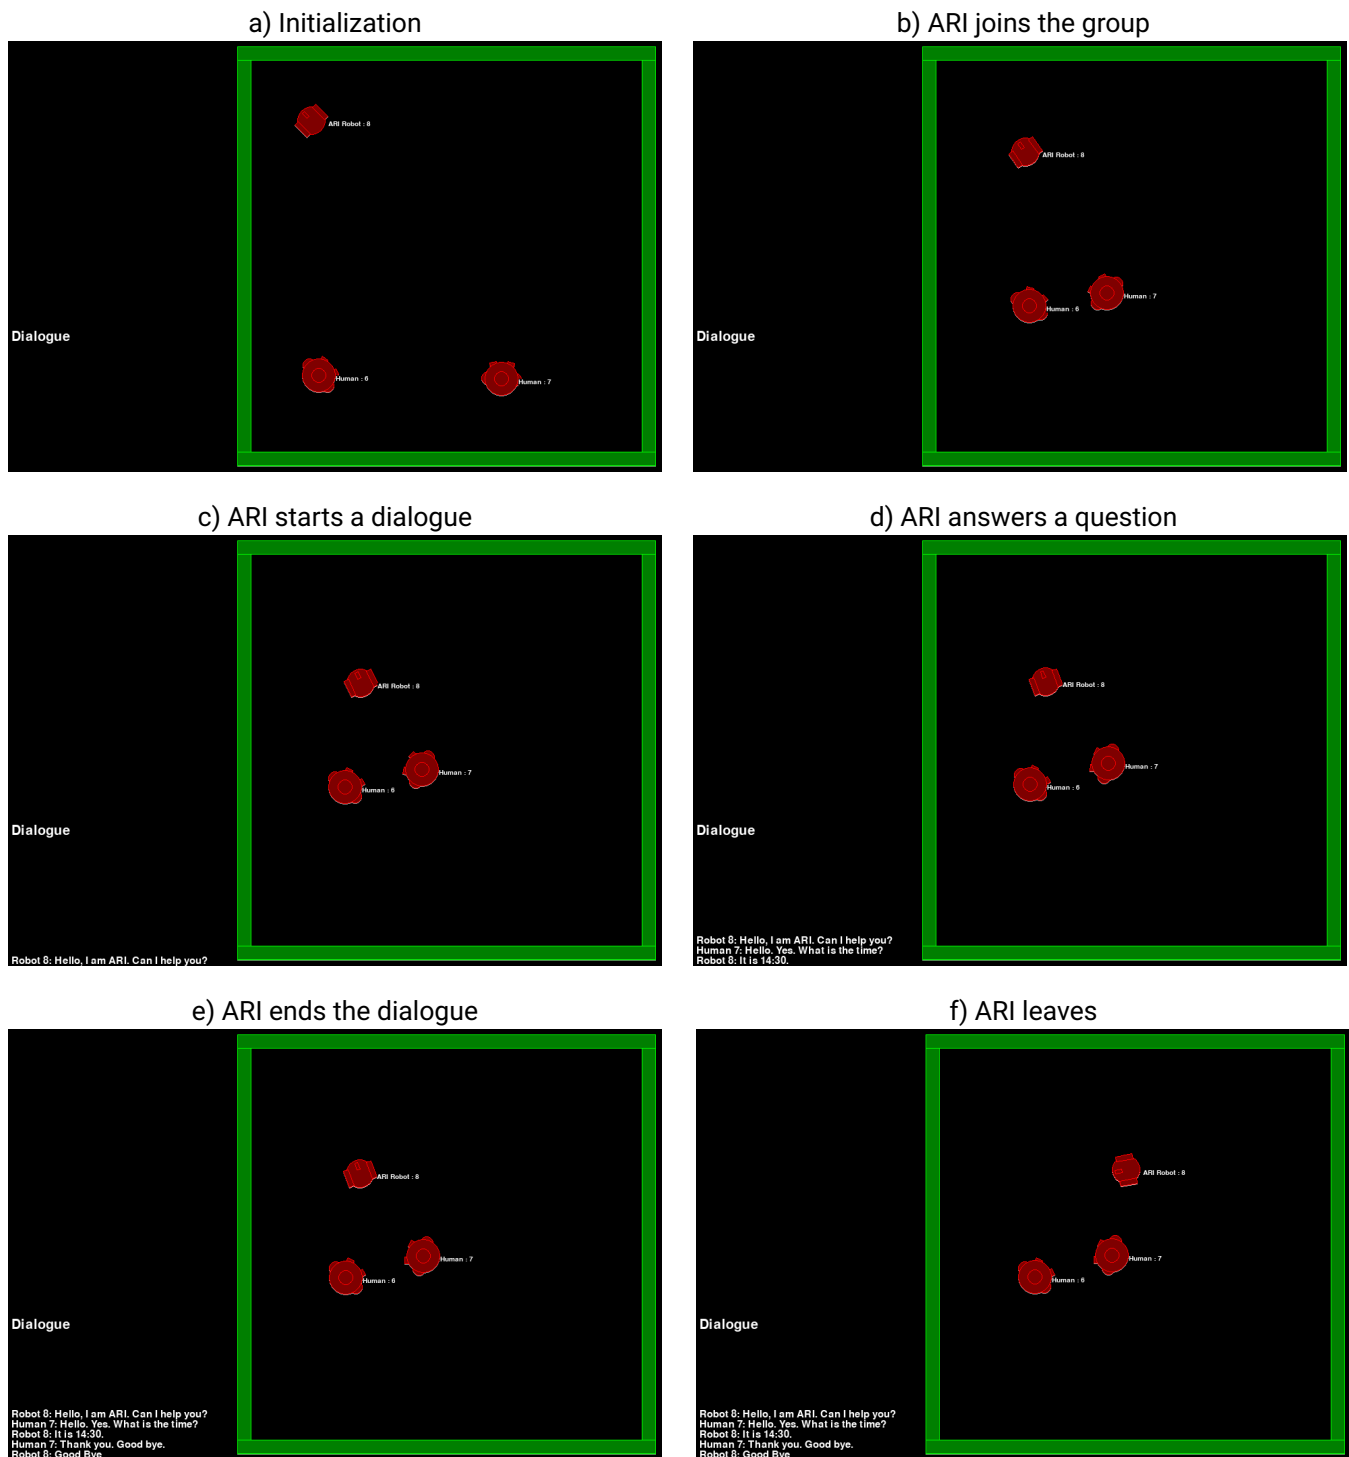 a) Initialization
ARI Robot : 8
Human : 6
Human : 7
Dialogue
b) ARI joins the group
ARI Robot : 8
Human : 6
Human : 7
Dialogue
c) ARI starts a dialogue
ARI Robot : 8
Human : 7
Human : 6
Dialogue
Robot 8: Hello, I am ARI. Can I help you?
d) ARI answers a question
ARI Robot : 8
Human : 7
Human : 6
Dialogue
Robot 8: Hello, I am ARI. Can I help you?
Human 7: Hello. Yes. What is the time?
Robot 8: It is 14:30.
e) ARI ends the dialogue
ARI Robot : 8
Human : 7
Human : 6
Dialogue
Robot 8: Hello, I am ARI. Can I help you?
Human 7: Hello. Yes. What is the time?
Robot 8: It is 14:30.
Human 7: Thank you. Good bye.
Robot 8: Good Bye
f) ARI leaves
ARI Robot : 8
Human : 7
Human : 6
Dialogue
Robot 8: Hello, I am ARI. Can I help you?
Human 7: Hello. Yes. What is the time?
Robot 8: It is 14:30.
Human 7: Thank you. Good bye.
Robot 8: Good Bye